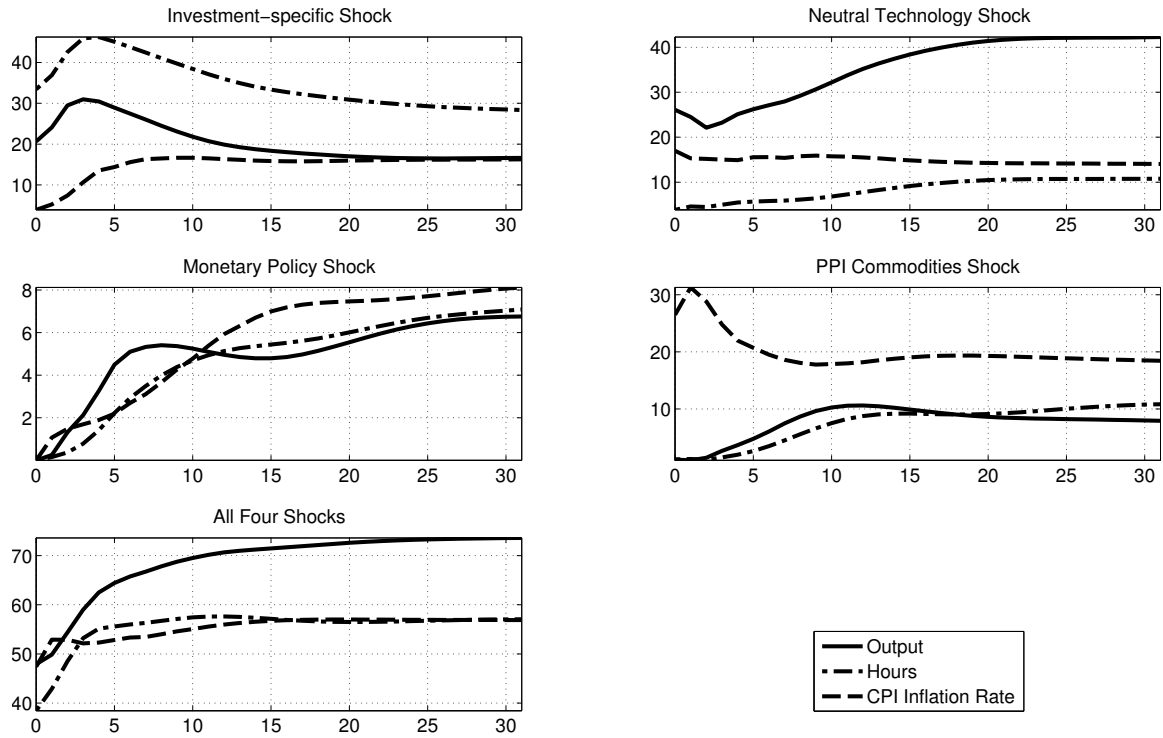 Investment−specific Shock
40
30
20
10
0 5 10 15 20 25 30
Neutral Technology Shock
40
30
20
10
0 5 10 15 20 25 30
Monetary Policy Shock
8
6
4
2
0 5 10 15 20 25 30
PPI Commodities Shock
30
20
10
0 5 10 15 20 25 30
All Four Shocks
70
60
50
40
0 5 10 15 20 25 30
Output
Hours
CPI Inflation Rate